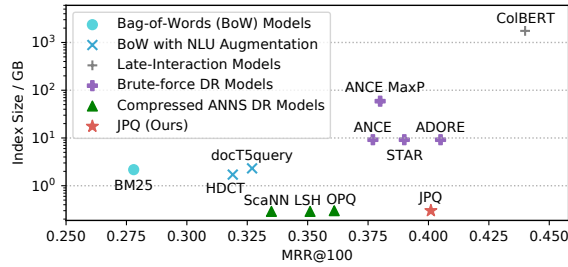 Index Size / GB
10³
10²
10¹
10⁰
Bag-of-Words (BoW) Models
BoW with NLU Augmentation
Late-Interaction Models
Brute-force DR Models
Compressed ANNS DR Models
JPQ (Ours)
ColBERT
ANCE MaxP
ANCE
ADORE
STAR
docT5query
BM25
HDCT
ScaNN LSH OPQ
JPQ
0.250 0.275 0.300 0.325 0.350 0.375 0.400 0.425 0.450
MRR@100